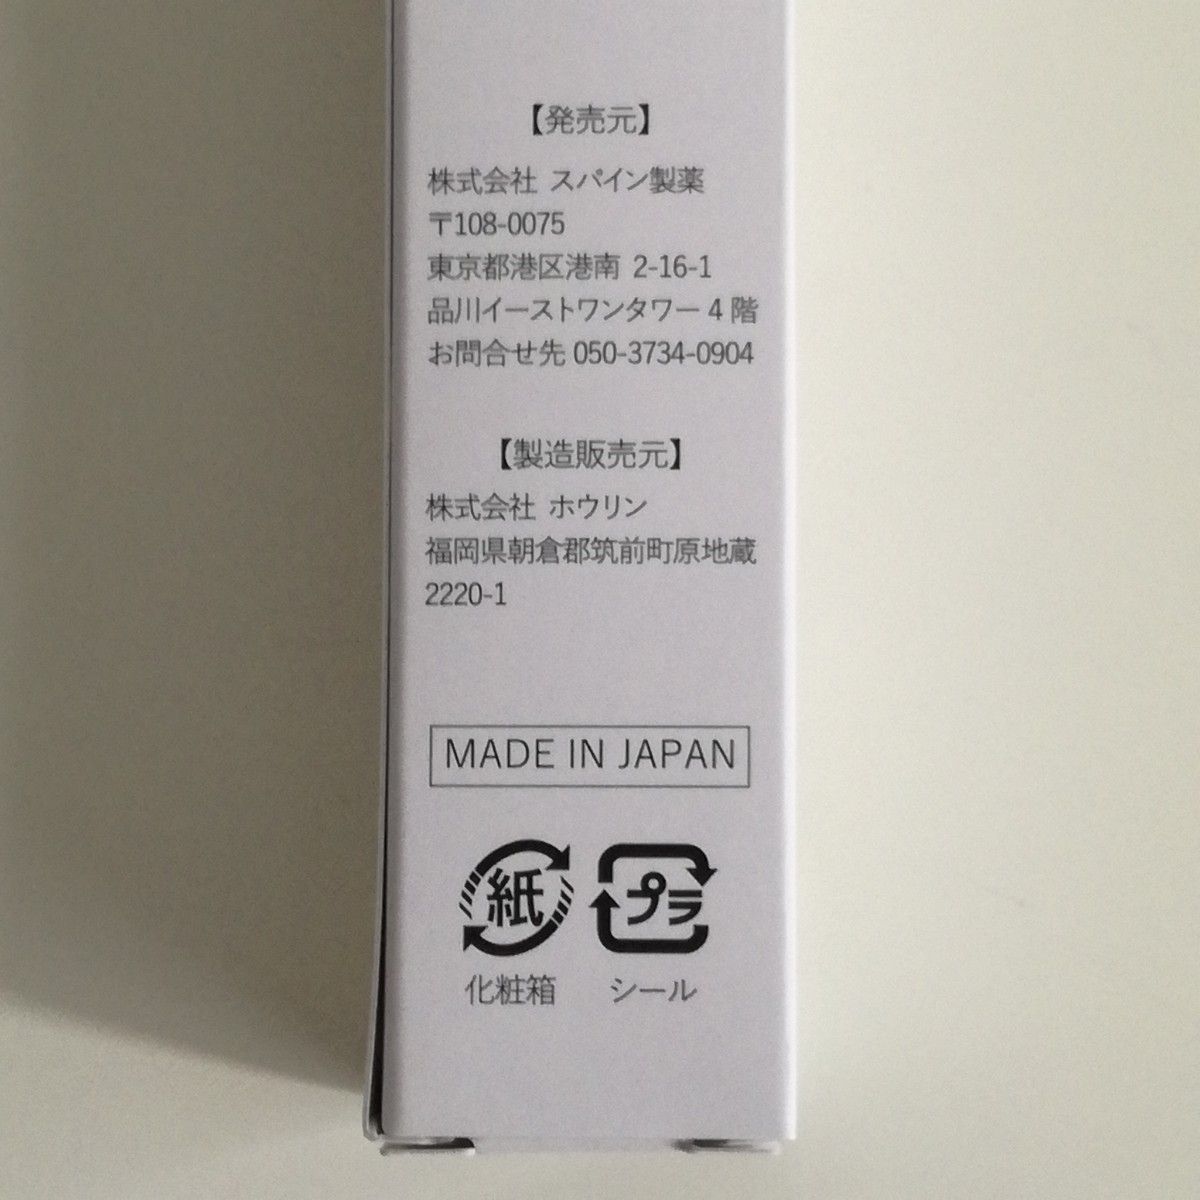 【発売元】
株式会社 スパイン製薬
〒108-0075
東京都港区港南 2-16-1
品川イーストワンタワー 4 階
お問合せ先 050-3734-0904
【製造販売元】
株式会社 ホウリン
福岡県朝倉郡筑前町原地蔵
2220-1
MADE IN JAPAN
紙 プラ
化粧箱 シール